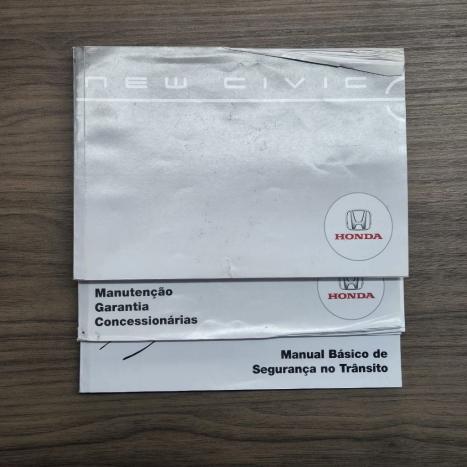 NEW CIVIC
HONDA
Manutenção
Garantia
Concessionárias
HONDA
Manual Básico de
Segurança no Trânsito